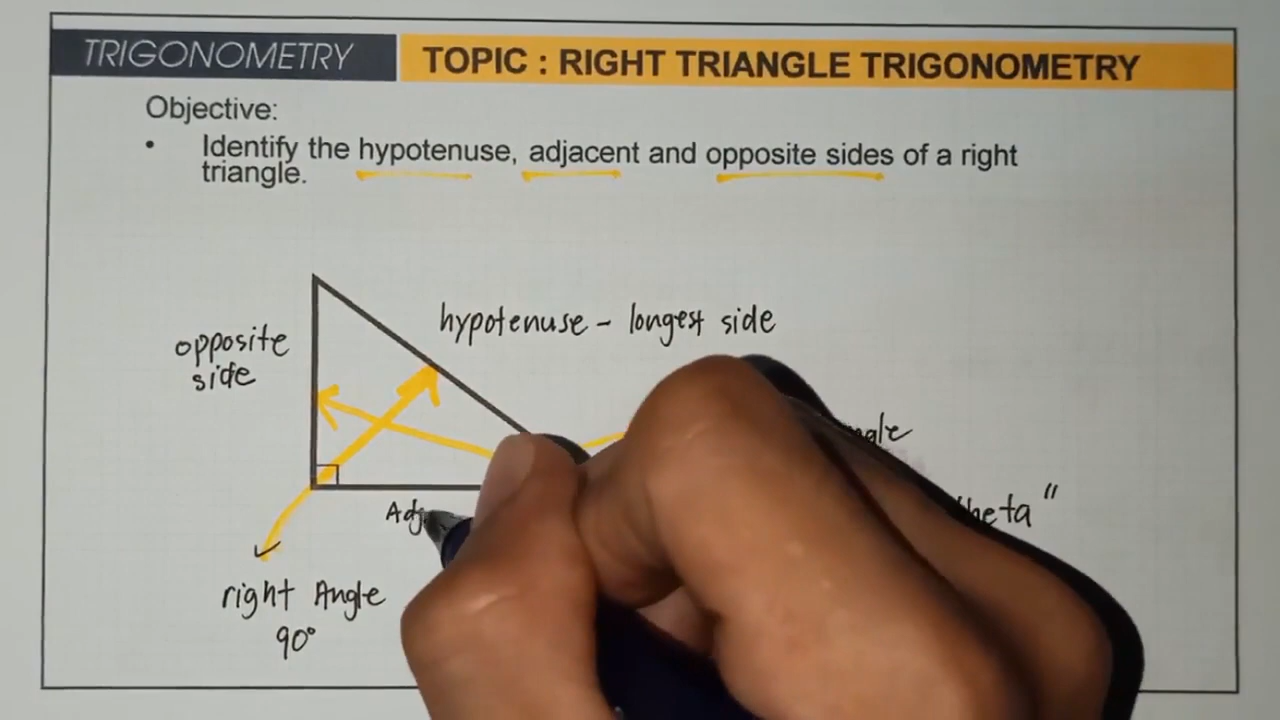 TRIGONOMETRY
TOPIC : RIGHT TRIANGLE TRIGONOMETRY
Objective:
• Identify the hypotenuse, adjacent and opposite sides of a right
triangle.
hypotenuse - longest side
opposite
side
right Angle
90°